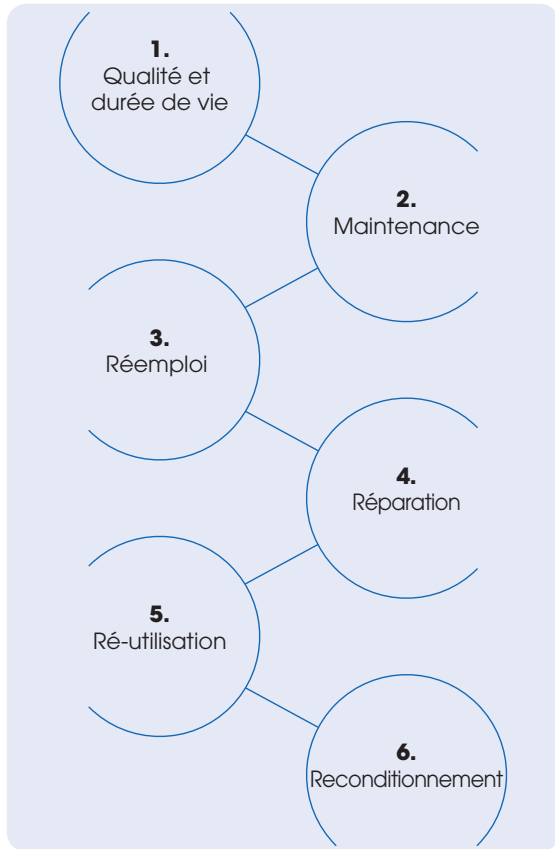 1.
Qualité et
durée de vie
2.
Maintenance
3.
Réemploi
4.
Réparation
5.
Ré-utilisation
6.
Reconditionnement